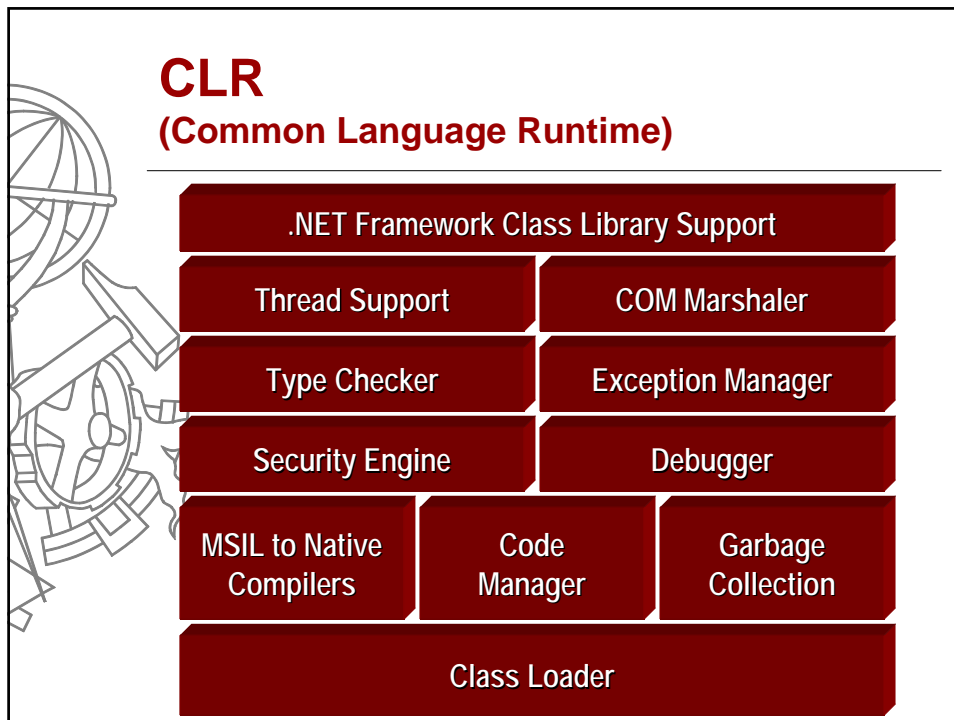 CLR
(Common Language Runtime)
.NET Framework Class Library Support
Thread Support
COM Marshaler
Type Checker
Exception Manager
Security Engine
Debugger
MSIL to Native
Compilers
Code
Manager
Garbage
Collection
Class Loader